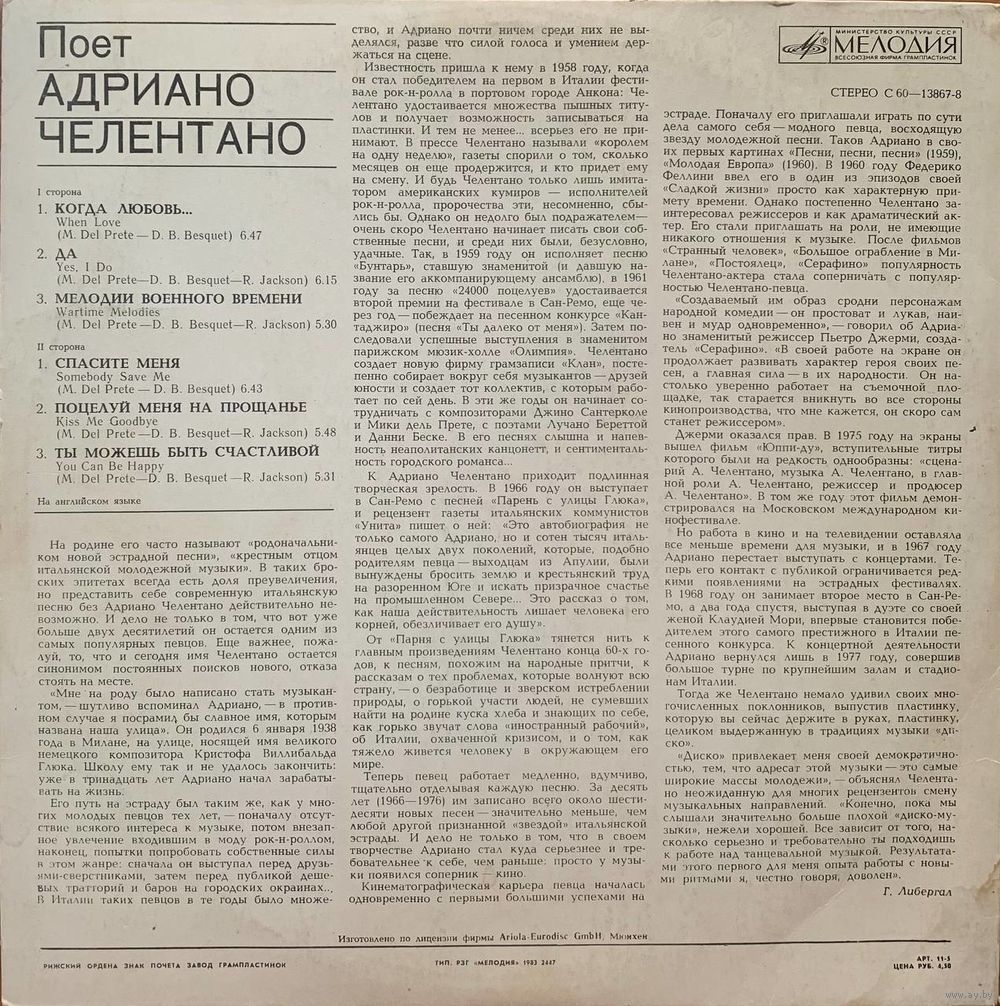 Поет
АДРИАНО
ЧЕЛЕНТАНО
I сторона
1. КОГДА ЛЮБОВЬ...
When Love
(M. Del Prete — D. B. Besquet) 6.47
2. ДА
Yes, I Do
(M. Del Prete—D. B. Besquet—R. Jackson) 6.15
3. МЕЛОДИИ ВОЕННОГО ВРЕМЕНИ
Wartime Melodies
(M. Del Prete—D. B. Besquet—R. Jackson) 5.30
II сторона
1. СПАСИТЕ МЕНЯ
Somebody Save Me
(M. Del Prete — D. B. Besquet) 6.43
2. ПОЦЕЛУЙ МЕНЯ НА ПРОЩАНЬЕ
Kiss Me Goodbye
(M. Del Prete—D. B. Besquet—R. Jackson) 5.48
3. ТЫ МОЖЕШЬ БЫТЬ СЧАСТЛИВОЙ
You Can Be Happy
(M. Del Prete—D. B. Besquet—R. Jackson) 5.31
На английском языке
На родине его часто называют «родоначальни-
ком новой эстрадной песни», «крестным отцом
итальянской молодежной музыки». В таких бро-
ских эпитетах всегда есть доля преувеличения,
но представить себе современную итальянскую
песню без Адриано Челентано действительно не-
возможно. И дело не только в том, что вот уже
больше двух десятилетий он остается одним из
самых популярных певцов. Еще важнее, пожа-
луй, то, что и сегодня имя Челентано остается
синонимом постоянных поисков нового, отказа
стоять на месте.
«Мне на роду было написано стать музыкан-
том, — шутливо вспоминал Адриано, — в против-
ном случае я посрамил бы славное имя, которым
названа наша улица». Он родился 6 января 1938
года в Милане, на улице, носящей имя великого
немецкого композитора Кристофа Виллибальда
Глюка. Школу ему так и не удалось закончить:
уже в тринадцать лет Адриано начал зарабаты-
вать на жизнь.
Его путь на эстраду был таким же, как у мно-
гих молодых певцов тех лет, — поначалу отсут-
ствие всякого интереса к музыке, потом внезап-
ное увлечение входившим в моду рок-н-роллом,
наконец, попытки попробовать собственные силы
в этом жанре: сначала он выступал перед друзь-
ями-сверстниками, затем перед публикой деше-
вых тратторий и баров на городских окраинах...
В Италии таких певцов в те годы было множе-
ство, и Адриано почти ничем среди них не вы-
делялся, разве что силой голоса и умением дер-
жаться на сцене.
Известность пришла к нему в 1958 году, когда
он стал победителем на первом в Италии фести-
вале рок-н-ролла в портовом городе Анкона: Че-
лентано удостаивается множества пышных титу-
лов и получает возможность записываться на
пластинки. И тем не менее... всерьез его не при-
нимают. В прессе Челентано называли «королем
на одну неделю», газеты спорили о том, сколько
месяцев он еще продержится, и кто придет ему
на смену. И будь Челентано только лишь имита-
тором американских кумиров — исполнителей
рок-н-ролла, пророчества эти, несомненно, сбы-
лись бы. Однако он недолго был подражателем—
очень скоро Челентано начинает писать свои соб-
ственные песни, и среди них были, безусловно,
удачные. Так, в 1959 году он исполняет песню
«Бунтарь», ставшую знаменитой (и давшую на-
звание его аккомпанирующему ансамблю), в 1961
году за песню «24000 поцелуев» удостаивается
второй премии на фестивале в Сан-Ремо, еще че-
рез год — побеждает на песенном конкурсе «Кан-
таджиро» (песня «Ты далеко от меня»). Затем по-
следовали успешные выступления в знаменитом
парижском мюзик-холле «Олимпия». Челентано
создает новую фирму грамзаписи «Клан», посте-
пенно собирает вокруг себя музыкантов — друзей
юности и создает тот коллектив, с которым рабо-
тает по сей день. В эти же годы он начинает со-
трудничать с композиторами Джино Сантерколе
и Мики дель Прете, с поэтами Лучано Береттой
и Данни Беске. В его песнях слышна и напев-
ность неаполитанских канцонетт, и сентименталь-
ность городского романса...
К Адриано Челентано приходит подлинная
творческая зрелость. В 1966 году он выступает
в Сан-Ремо с песней «Парень с улицы Глюка»,
и рецензент газеты итальянских коммунистов
«Унита» пишет о ней: «Это автобиография не
только самого Адриано, но и сотен тысяч италь-
янцев целых двух поколений, которые, подобно
родителям певца — выходцам из Апулии, были
вынуждены бросить землю и крестьянский труд
на разоренном Юге и искать призрачное счастье
на промышленном Севере... Это рассказ о том,
как наша действительность лишает человека его
корней, обезличивает его душу».
От «Парня с улицы Глюка» тянется нить к
главным произведениям Челентано конца 60-х го-
дов, к песням, похожим на народные притчи, к
рассказам о тех проблемах, которые волнуют всю
страну, — о безработице и зверском истреблении
природы, о горькой участи людей, не сумевших
найти на родине куска хлеба и знающих по себе,
как горько звучат слова «иностранный рабочий»,
об Италии, охваченной кризисом, и о том, как
тяжело живется человеку в окружающем его
мире.
Теперь певец работает медленно, вдумчиво,
тщательно отделывая каждую песню. За десять
лет (1966—1976) им записано всего около шести-
десяти новых песен — значительно меньше, чем
любой другой признанной «звездой» итальянской
эстрады. И дело не только в том, что в своем
творчестве Адриано стал куда серьезнее и тре-
бовательнее к себе, чем раньше: просто у музы-
ки появился соперник — кино.
Кинематографическая карьера певца началась
одновременно с первыми большими успехами на
МИНИСТЕРСТВО КУЛЬТУРЫ СССР
МЕЛОДИЯ
ВСЕСОЮЗНАЯ ФИРМА ГРАМПЛАСТИНОК
СТЕРЕО С 60—13867-8
эстраде. Поначалу его приглашали играть по сути
дела самого себя — модного певца, восходящую
звезду молодежной песни. Таков Адриано в сво-
их первых картинах «Песни, песни, песни» (1959),
«Молодая Европа» (1960). В 1960 году Федерико
Феллини ввел его в один из эпизодов своей
«Сладкой жизни» просто как характерную при-
мету времени. Однако постепенно Челентано за-
интересовал режиссеров и как драматический ак-
тер. Его стали приглашать на роли, не имеющие
никакого отношения к музыке. После фильмов
«Странный человек», «Большое ограбление в Ми-
лане», «Постоялец», «Серафино» популярность
Челентано-актера стала соперничать с популяр-
ностью Челентано-певца.
«Создаваемый им образ сродни персонажам
народной комедии — он простоват и лукав, наи-
вен и мудр одновременно», — говорил об Адриа-
но знаменитый режиссер Пьетро Джерми, созда-
тель «Серафино». «В своей работе на экране он
продолжает развивать характер героя своих пе-
сен, а главная сила — в их народности. Он на-
столько уверенно работает на съемочной пло-
щадке, так старается вникнуть во все стороны
кинопроизводства, что мне кажется, он скоро сам
станет режиссером».
Джерми оказался прав. В 1975 году на экраны
вышел фильм «Юппи-ду», вступительные титры
которого были на редкость однообразны: «сцена-
рий А. Челентано, музыка А. Челентано, в глав-
ной роли А. Челентано, режиссер и продюсер
А. Челентано». В том же году этот фильм демон-
стрировался на Московском международном ки-
нофестивале.
Но работа в кино и на телевидении оставляла
все меньше времени для музыки, и в 1967 году
Адриано перестает выступать с концертами. Те-
перь его контакт с публикой ограничивается ред-
кими появлениями на эстрадных фестивалях.
В 1968 году он занимает второе место в Сан-Ре-
мо, а два года спустя, выступая в дуэте со своей
женой Клаудией Мори, впервые становится побе-
дителем этого самого престижного в Италии пе-
сенного конкурса. К концертной деятельности
Адриано вернулся лишь в 1977 году, совершив
большое турне по крупнейшим залам и стадио-
нам Италии.
Тогда же Челентано немало удивил своих мно-
гочисленных поклонников, выпустив пластинку,
которую вы сейчас держите в руках, пластинку,
целиком выдержанную в традициях музыки «ди-
ско».
«Диско» привлекает меня своей демократично-
стью, тем, что адресат этой музыки — это самые
широкие массы молодежи», — объяснял Челента-
но неожиданную для многих рецензентов смену
музыкальных направлений. «Конечно, пока мы
слышали значительно больше плохой «диско-му-
зыки», нежели хорошей. Все зависит от того, на-
сколько серьезно и требовательно ты подходишь
к работе над танцевальной музыкой. Результата-
ми этого первого для меня опыта работы с новы-
ми ритмами я, честно говоря, доволен».
Г. Либергал
Изготовлено по лицензии фирмы Ariola-Eurodisc GmbH, Мюнхен
РИЖСКИЙ ОРДЕНА ЗНАК ПОЧЕТА ЗАВОД ГРАМПЛАСТИНОК
ТИП. РЗГ «МЕЛОДИЯ» 1983 2447
АРТ. 11-5
ЦЕНА РУБ. 4,50
www.ay.by